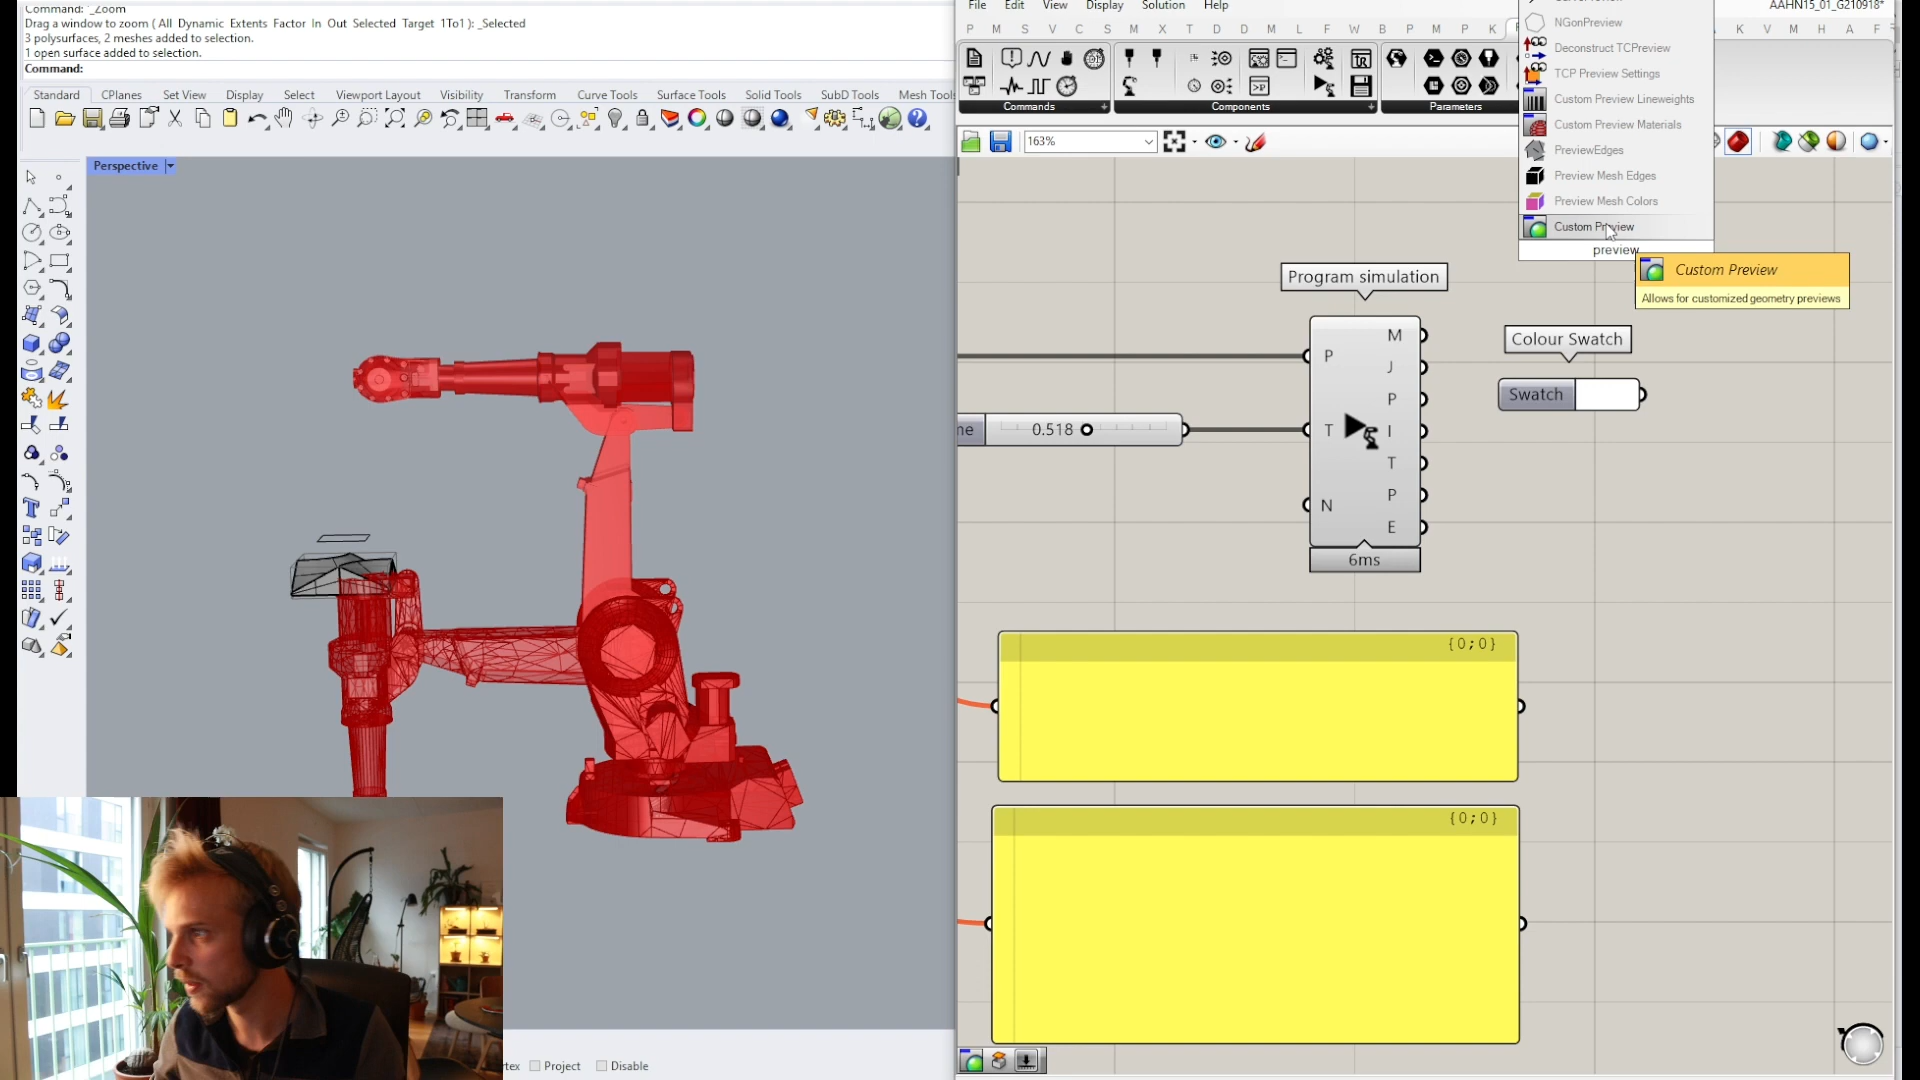 Command: '_Zoom
Drag a window to zoom ( All  Dynamic  Extents  Factor  In  Out  Selected  Target  1To1 ): _Selected
3 polysurfaces, 2 meshes added to selection.
1 open surface added to selection.
Command:
Standard CPlanes Set View Display Select Viewport Layout Visibility Transform Curve Tools Surface Tools Solid Tools SubD Tools Mesh Tools
Perspective
Project Disable
File Edit View Display Solution Help
AAHN15_01_G210918*
P M S V C S M X T D D M L F W B P M P K
K V M H A F
Commands Components Parameters
163%
NGonPreview
Deconstruct TCPreview
TCP Preview Settings
Custom Preview Lineweights
Custom Preview Materials
PreviewEdges
Preview Mesh Edges
Preview Mesh Colors
Custom Preview
preview
Custom Preview
Allows for customized geometry previews
Program simulation
P
T
N
M
J
P
I
T
P
E
6ms
Colour Swatch
Swatch
me 0.518
{0;0}
{0;0}